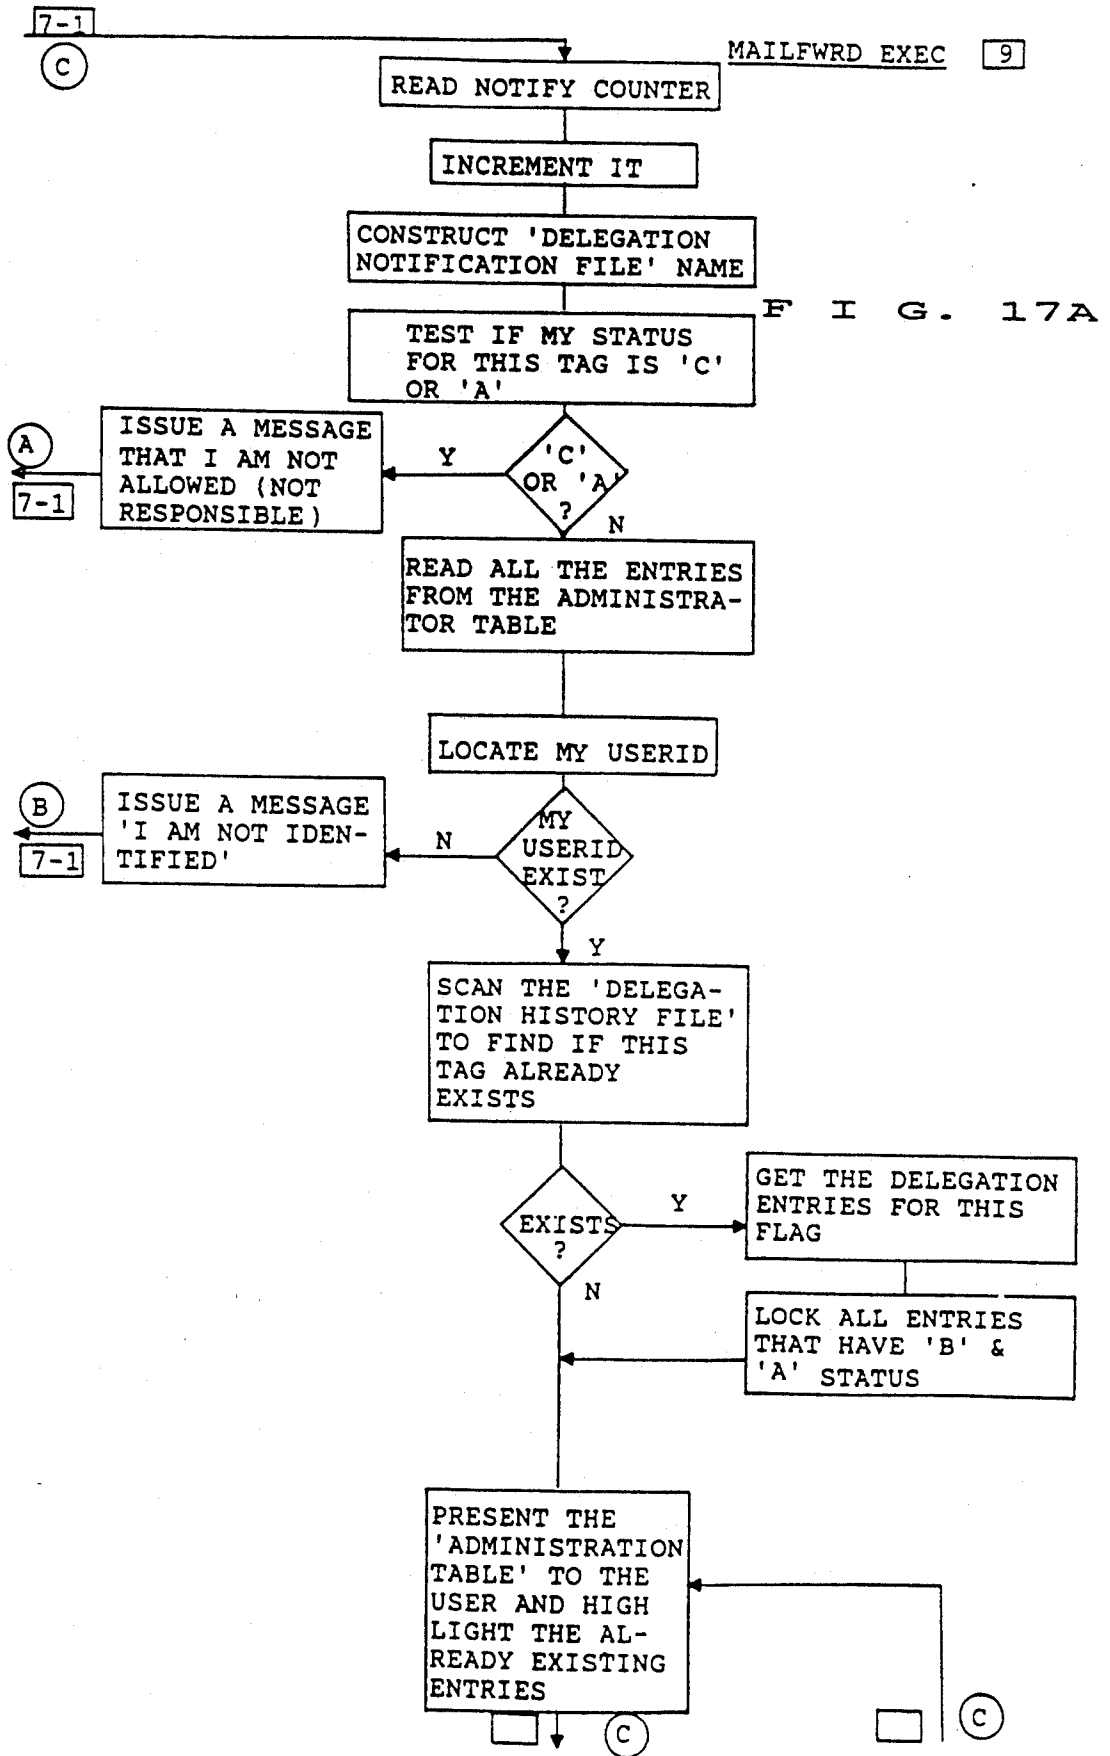 7-1
C
MAILFWRD EXEC 9
READ NOTIFY COUNTER
INCREMENT IT
CONSTRUCT 'DELEGATION
NOTIFICATION FILE' NAME
F I G. 17A
TEST IF MY STATUS
FOR THIS TAG IS 'C'
OR 'A'
A
7-1
ISSUE A MESSAGE
THAT I AM NOT
ALLOWED (NOT
RESPONSIBLE)
Y
'C'
OR 'A'
?
N
READ ALL THE ENTRIES
FROM THE ADMINISTRA-
TOR TABLE
LOCATE MY USERID
B
7-1
ISSUE A MESSAGE
'I AM NOT IDEN-
TIFIED'
N
MY
USERID
EXIST
?
Y
SCAN THE 'DELEGA-
TION HISTORY FILE'
TO FIND IF THIS
TAG ALREADY
EXISTS
EXISTS
?
Y
N
GET THE DELEGATION
ENTRIES FOR THIS
FLAG
LOCK ALL ENTRIES
THAT HAVE 'B' &
'A' STATUS
PRESENT THE
'ADMINISTRATION
TABLE' TO THE
USER AND HIGH
LIGHT THE AL-
READY EXISTING
ENTRIES
C
C